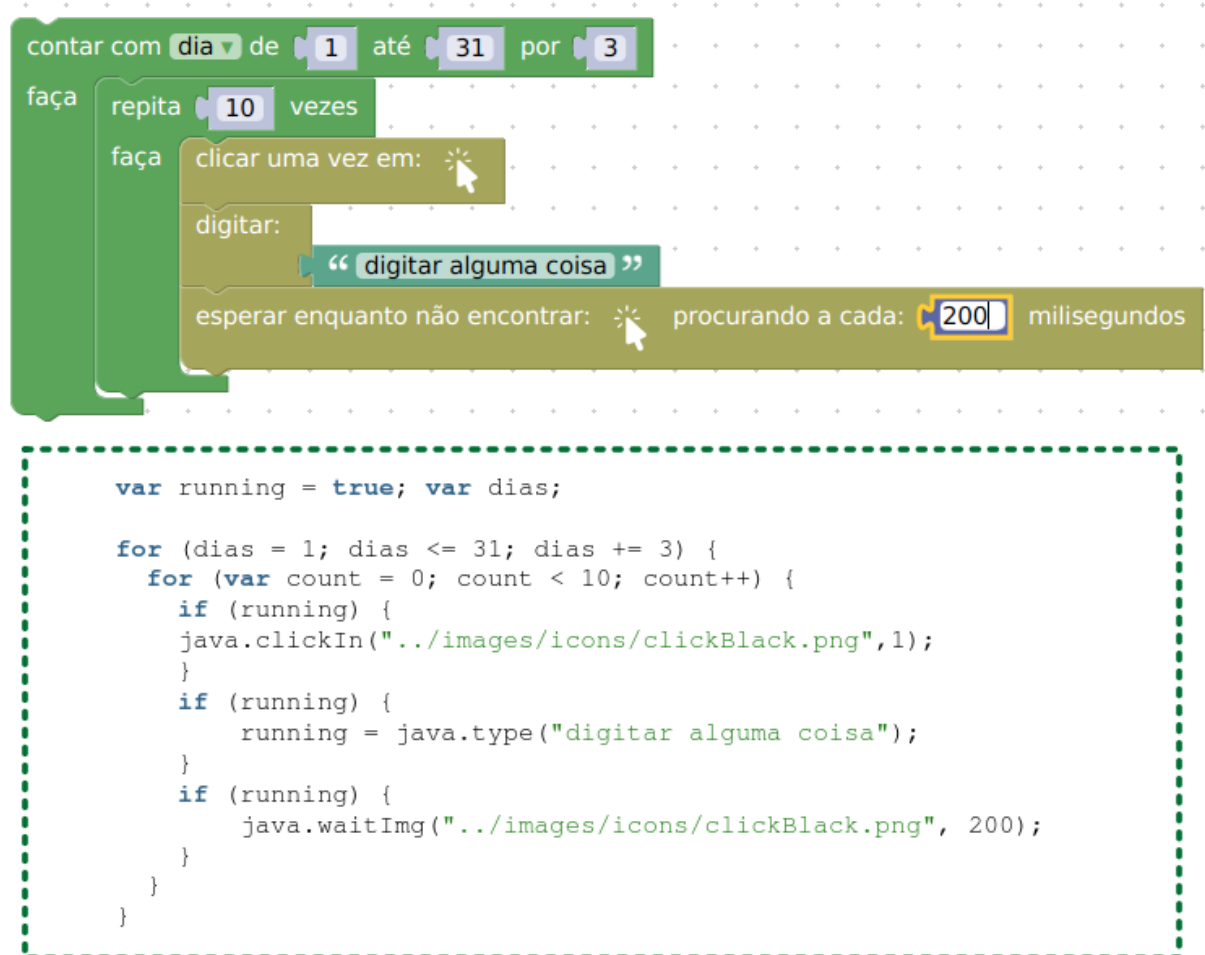 contar com dia ▾ de 1 até 31 por 3
faça repita 10 vezes
faça clicar uma vez em:
digitar:
“ digitar alguma coisa ”
esperar enquanto não encontrar: procurando a cada: 200 milisegundos
var running = true; var dias;
for (dias = 1; dias <= 31; dias += 3) {
for (var count = 0; count < 10; count++) {
if (running) {
java.clickIn("../images/icons/clickBlack.png",1);
}
if (running) {
running = java.type("digitar alguma coisa");
}
if (running) {
java.waitImg("../images/icons/clickBlack.png", 200);
}
}
}